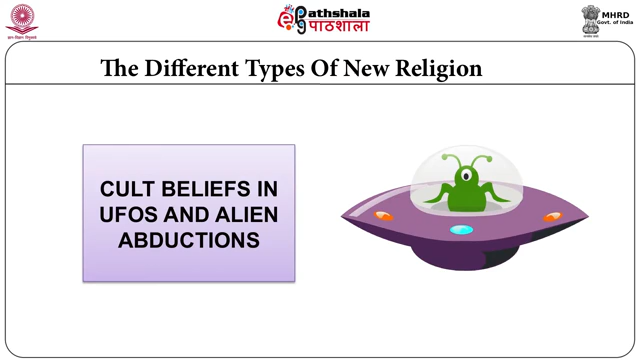 Pathshala
पाठशाला
MHRD
Govt. of India
The Different Types Of New Religion
CULT BELIEFS IN
UFOS AND ALIEN
ABDUCTIONS